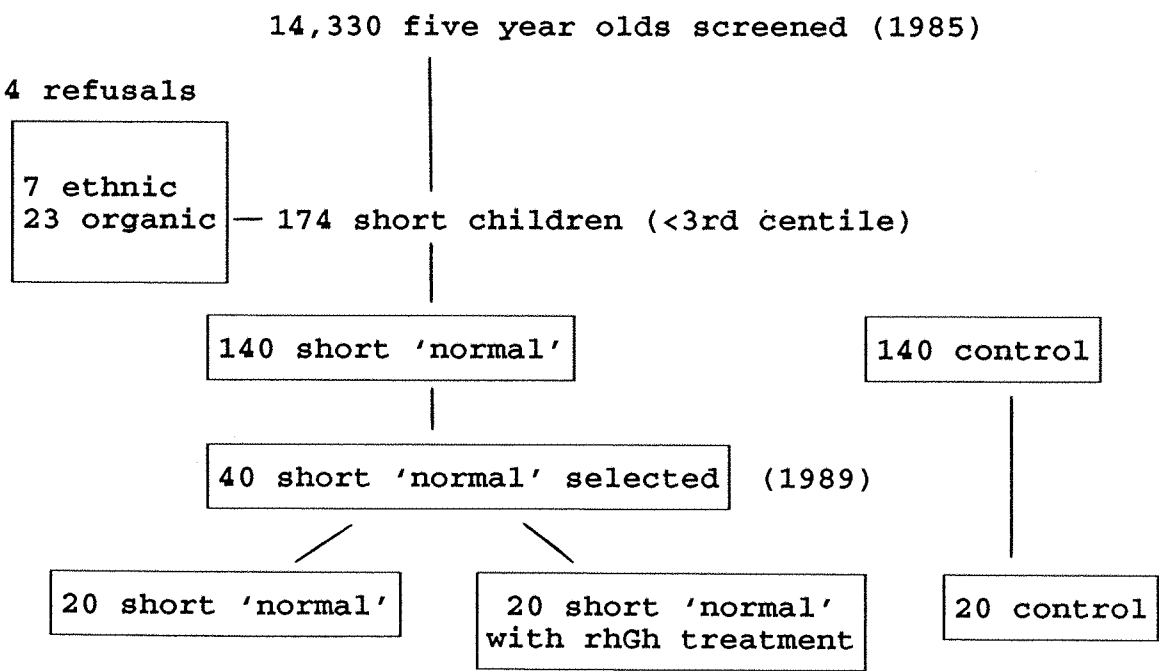 14,330 five year olds screened (1985)
4 refusals
7 ethnic
23 organic
174 short children (<3rd centile)
140 short 'normal'
140 control
40 short 'normal' selected
(1989)
20 short 'normal'
20 short 'normal'
with rhGh treatment
20 control